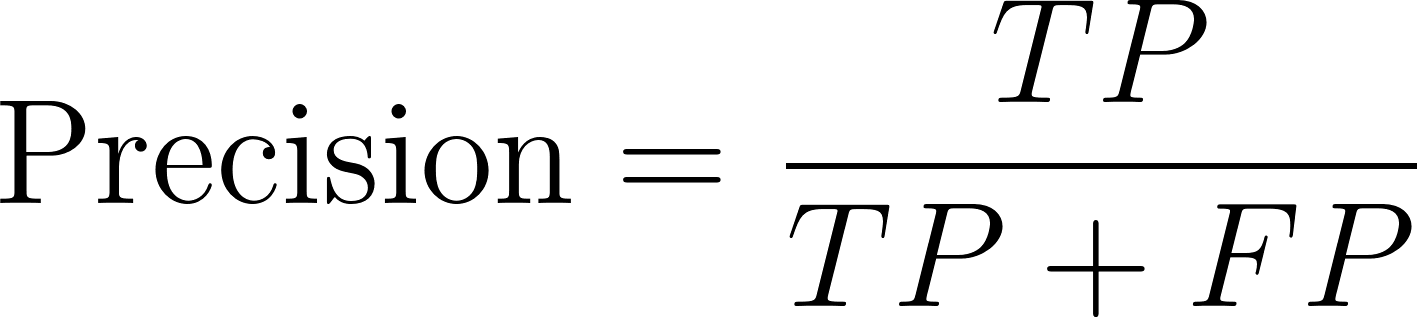 Precision = TP / TP + FP